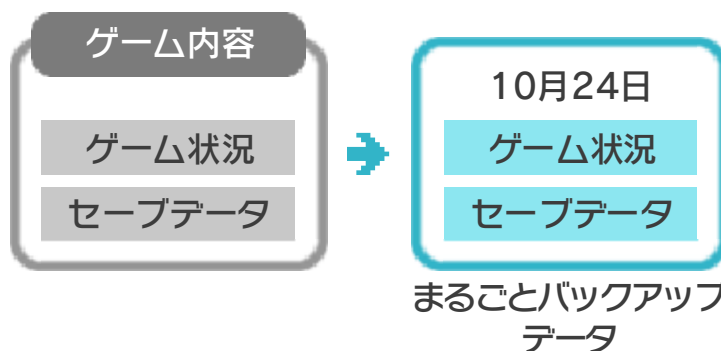 ゲーム内容
ゲーム状況
セーブデータ
10月24日
ゲーム状況
セーブデータ
まるごとバックアップ
データ